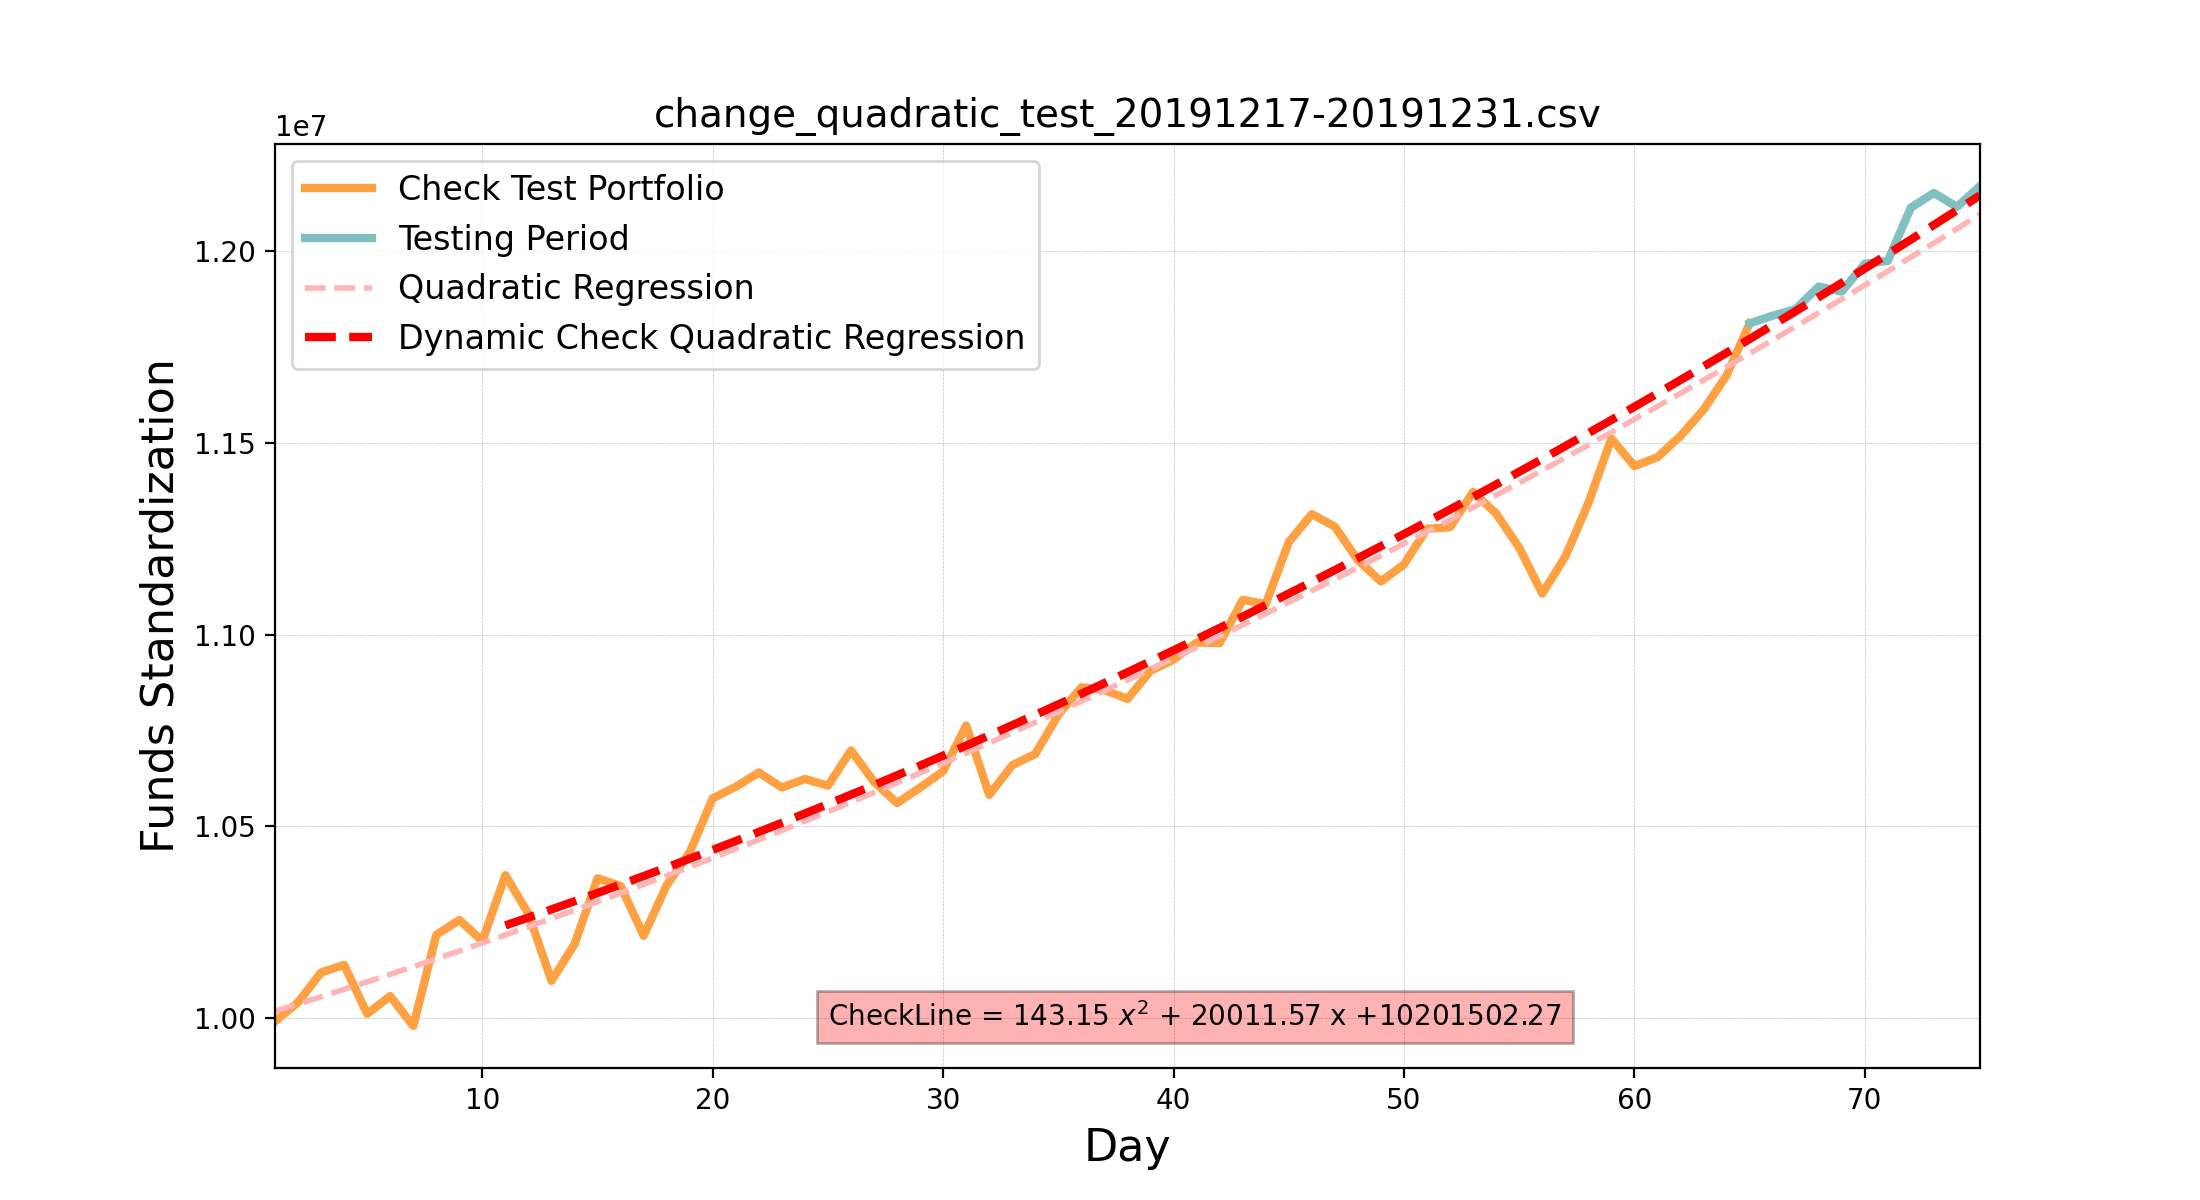 change_quadratic_test_20191217-20191231.csv
1e7
Check Test Portfolio
Testing Period
Quadratic Regression
Dynamic Check Quadratic Regression
Funds Standardization
1.20
1.15
1.10
1.05
1.00
CheckLine = 143.15 x² + 20011.57 x +10201502.27
10 20 30 40 50 60 70
Day